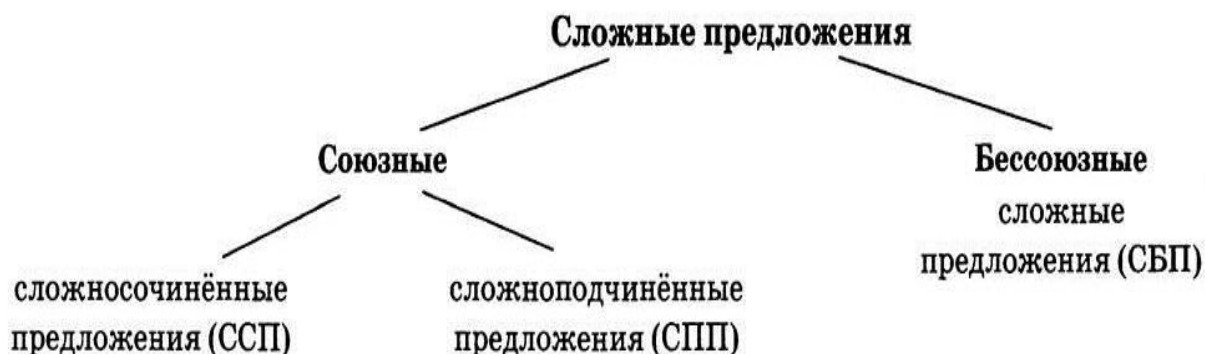 Сложные предложения
Союзные
Бессоюзные
сложные
предложения (СБП)
сложносочинённые
предложения (ССП)
сложноподчинённые
предложения (СПП)